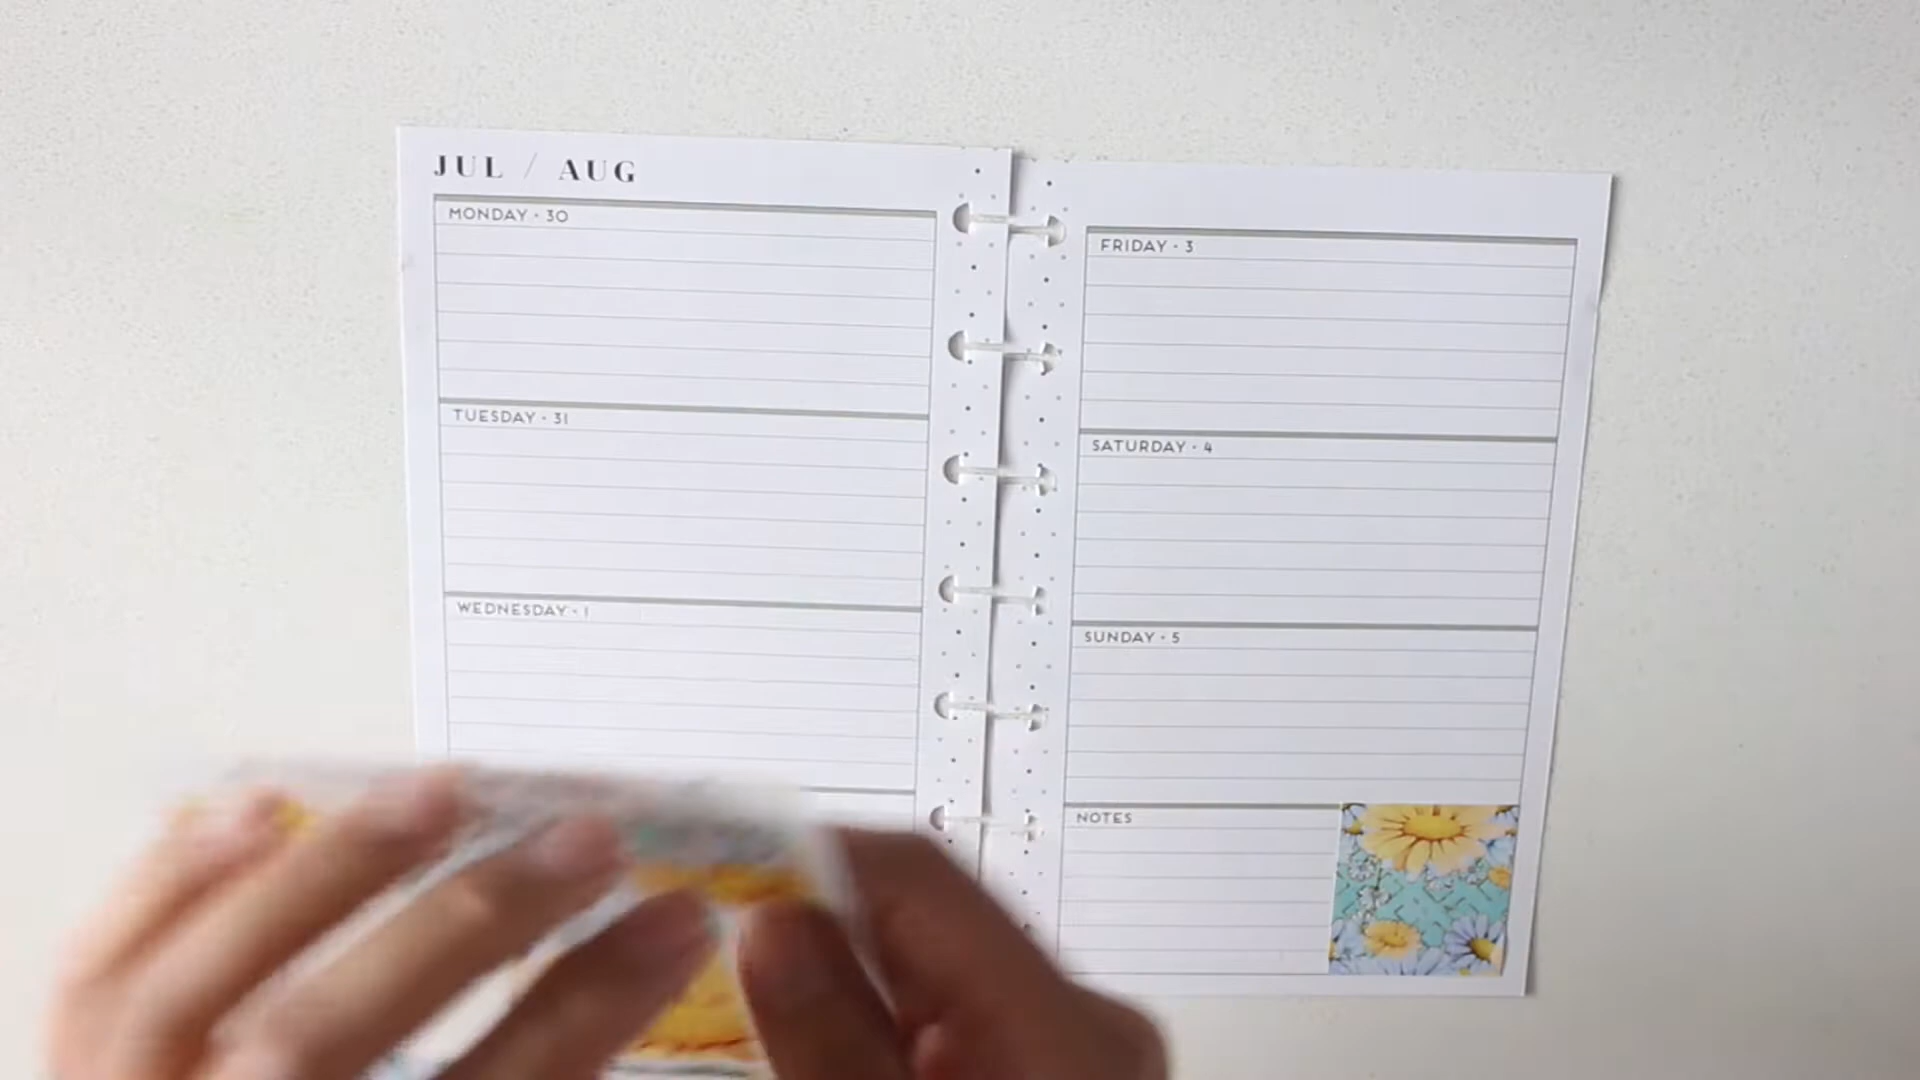 JUL / AUG
MONDAY · 30
TUESDAY · 31
WEDNESDAY · 1
FRIDAY · 3
SATURDAY · 4
SUNDAY · 5
NOTES